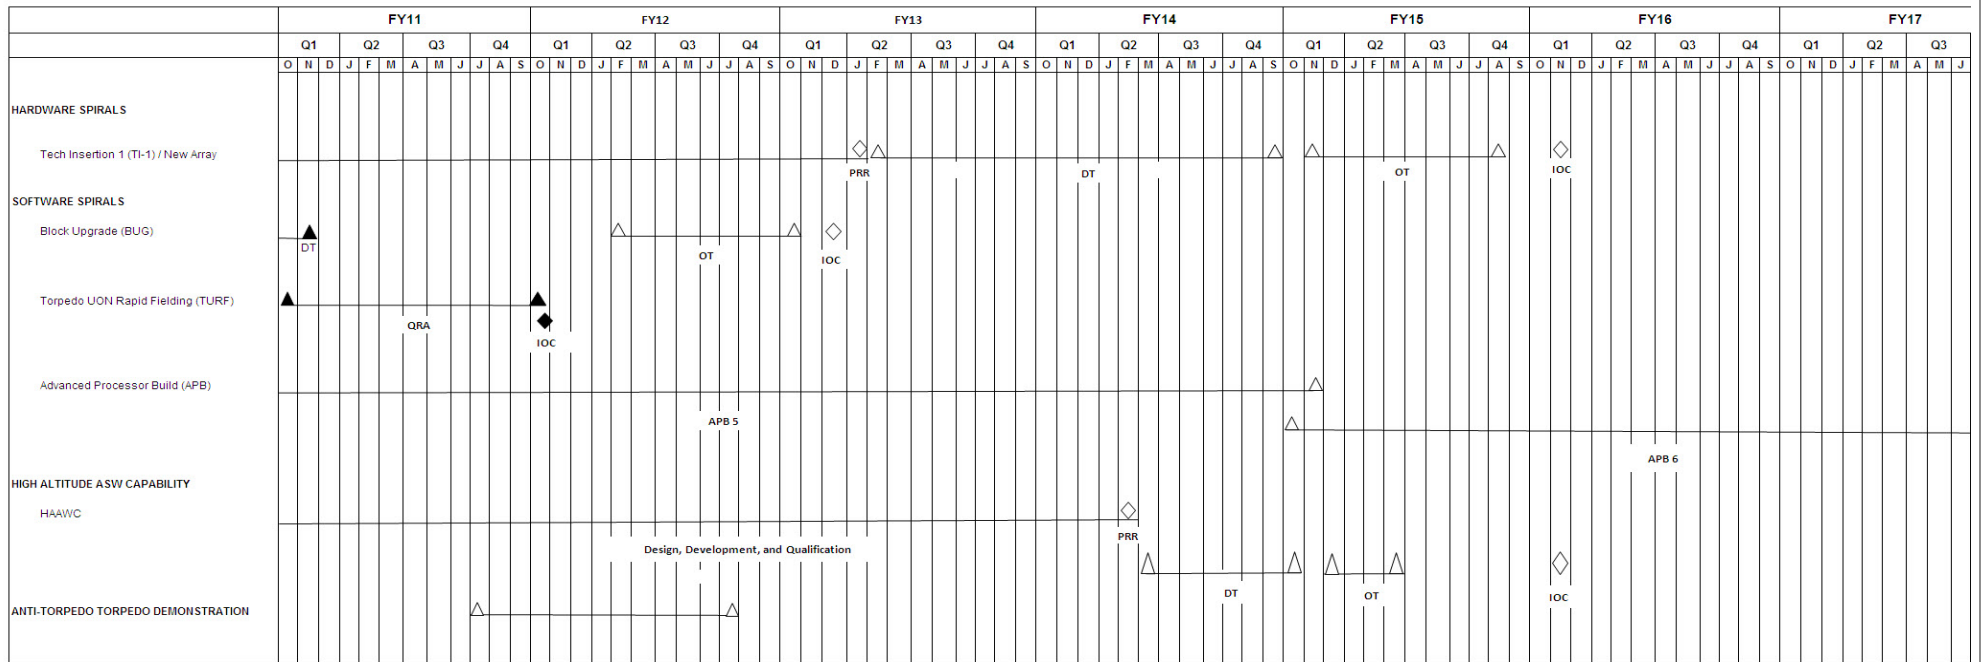 FY11 FY12 FY13 FY14 FY15 FY16 FY17
Q1 Q2 Q3 Q4 Q1 Q2 Q3 Q4 Q1 Q2 Q3 Q4 Q1 Q2 Q3 Q4 Q1 Q2 Q3 Q4 Q1 Q2 Q3 Q4 Q1 Q2 Q3
O N D J F M A M J J A S O N D J F M A M J J A S O N D J F M A M J J A S O N D J F M A M J J A S O N D J F M A M J J A S O N D J F M A M J J A S O N D J F M A M J
HARDWARE SPIRALS
Tech Insertion 1 (TI-1) / New Array
PRR DT OT IOC
SOFTWARE SPIRALS
Block Upgrade (BUG)
DT OT IOC
Torpedo UON Rapid Fielding (TURF)
QRA IOC
Advanced Processor Build (APB)
APB 5
APB 6
HIGH ALTITUDE ASW CAPABILITY
HAAWC
PRR
Design, Development, and Qualification
DT OT IOC
ANTI-TORPEDO TORPEDO DEMONSTRATION